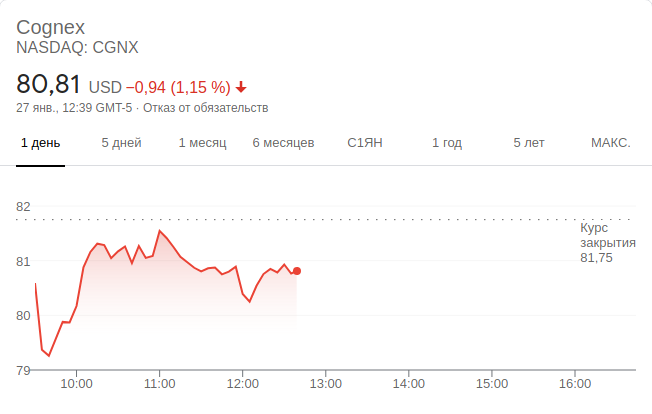 Cognex
NASDAQ: CGNX
80,81 USD −0,94 (1,15 %)
27 янв., 12:39 GMT-5 · Отказ от обязательств
1 день 5 дней 1 месяц 6 месяцев С1ЯН 1 год 5 лет МАКС.
82
Курс
закрытия
81,75
81
80
79
10:00 11:00 12:00 13:00 14:00 15:00 16:00